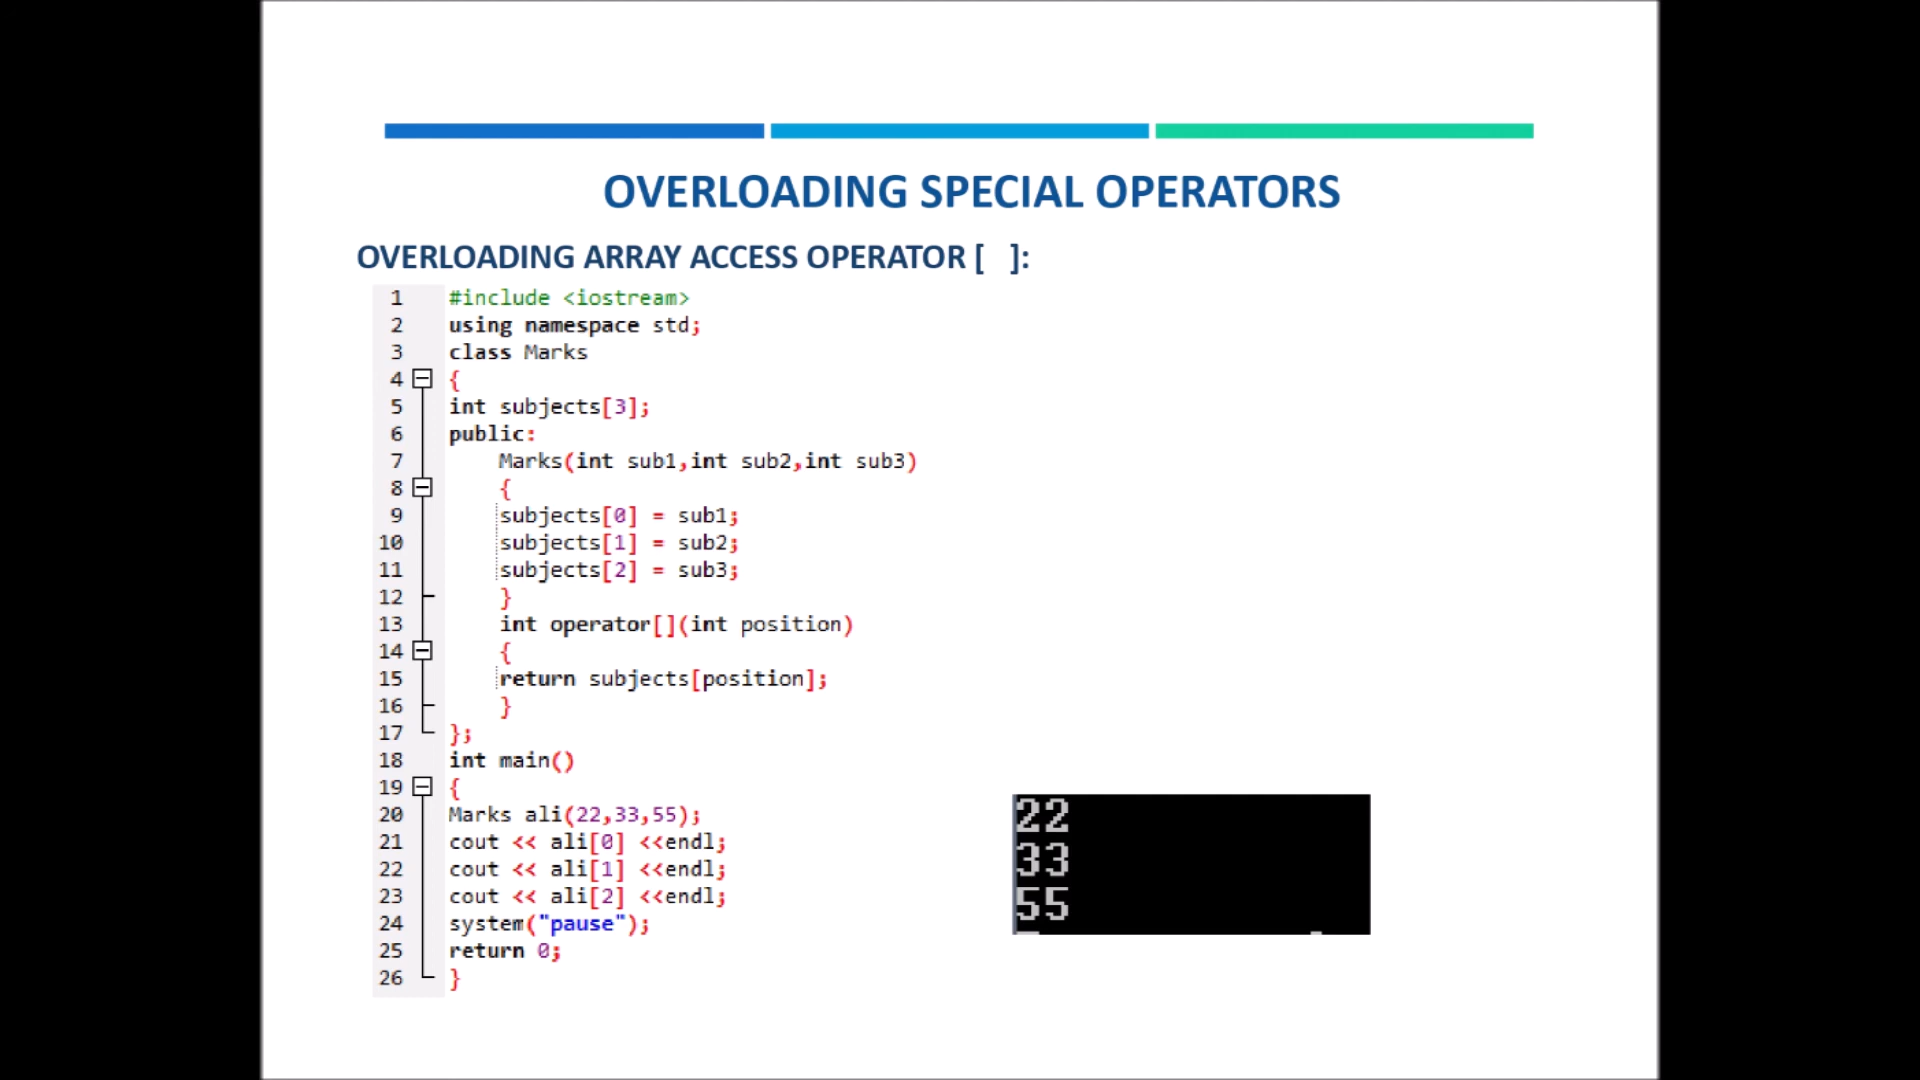 OVERLOADING SPECIAL OPERATORS
OVERLOADING ARRAY ACCESS OPERATOR [ ]:
1 #include <iostream>
2 using namespace std;
3 class Marks
4 {
5 int subjects[3];
6 public:
7 Marks(int sub1,int sub2,int sub3)
8 {
9 subjects[0] = sub1;
10 subjects[1] = sub2;
11 subjects[2] = sub3;
12 }
13 int operator[](int position)
14 {
15 return subjects[position];
16 }
17 };
18 int main()
19 {
20 Marks ali(22,33,55);
21 cout << ali[0] <<endl;
22 cout << ali[1] <<endl;
23 cout << ali[2] <<endl;
24 system("pause");
25 return 0;
26 }
22
33
55